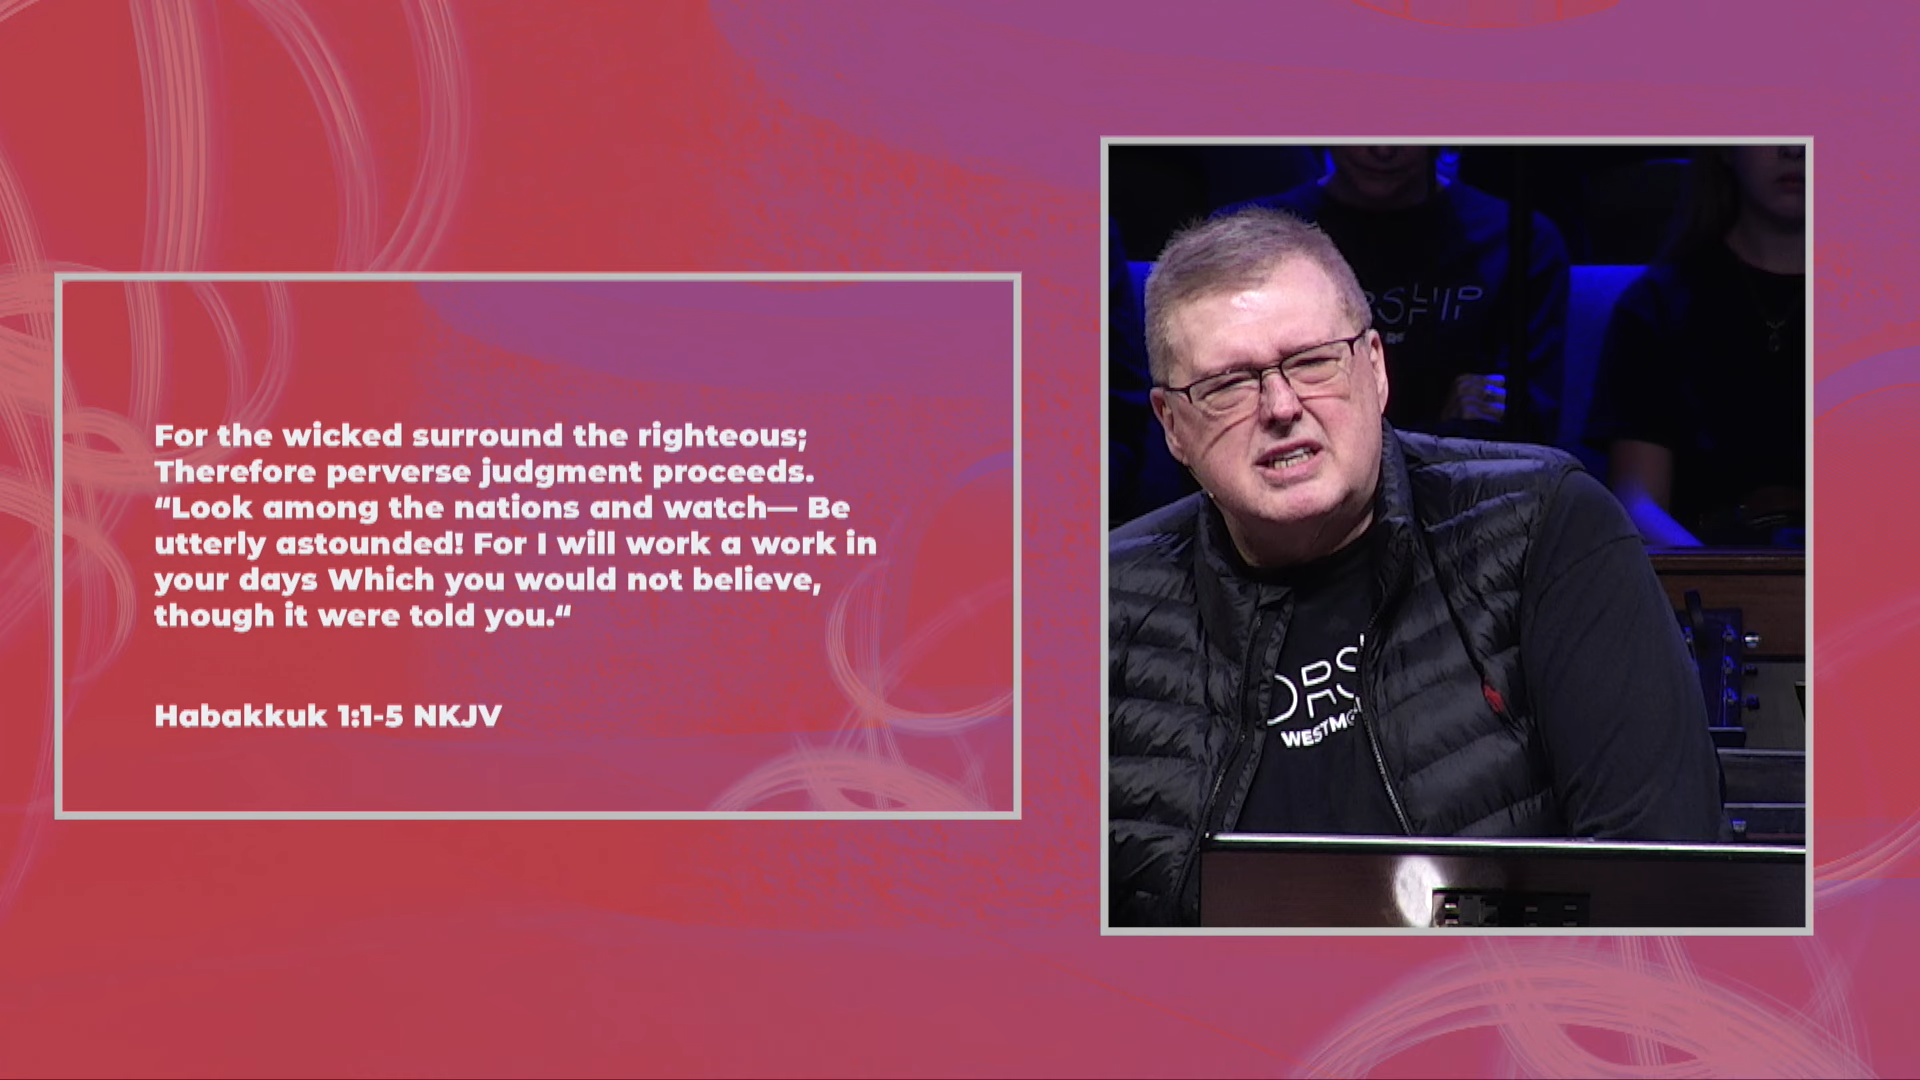 For the wicked surround the righteous;
Therefore perverse judgment proceeds.
“Look among the nations and watch— Be
utterly astounded! For I will work a work in
your days Which you would not believe,
though it were told you.“
Habakkuk 1:1-5 NKJV